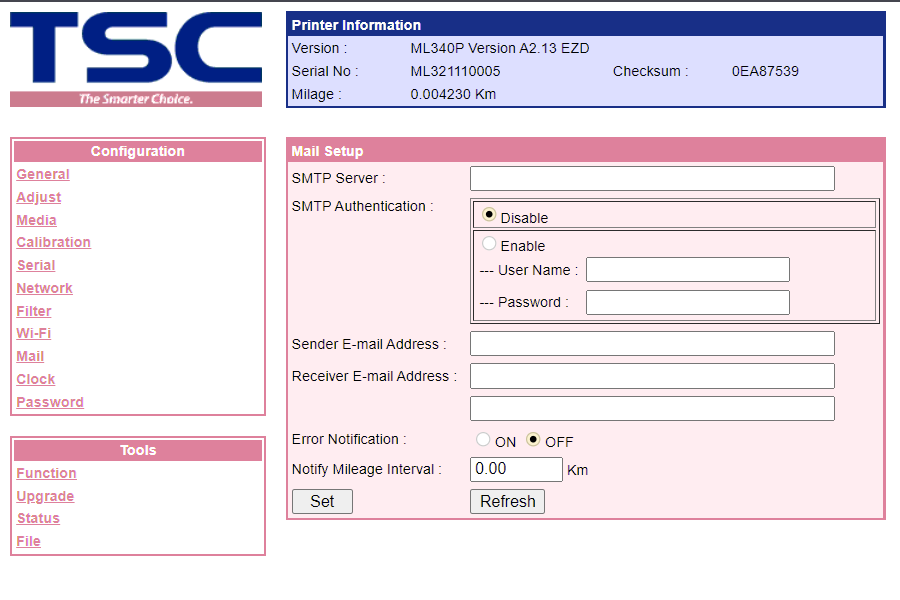 TSC
The Smarter Choice.
Printer Information
Version : ML340P Version A2.13 EZD
Serial No : ML321110005 Checksum : 0EA87539
Milage : 0.004230 Km
Configuration
General
Adjust
Media
Calibration
Serial
Network
Filter
Wi-Fi
Mail
Clock
Password
Tools
Function
Upgrade
Status
File
Mail Setup
SMTP Server :
SMTP Authentication :
Disable
Enable
--- User Name :
--- Password :
Sender E-mail Address :
Receiver E-mail Address :
Error Notification : ON OFF
Notify Mileage Interval : 0.00 Km
Set Refresh